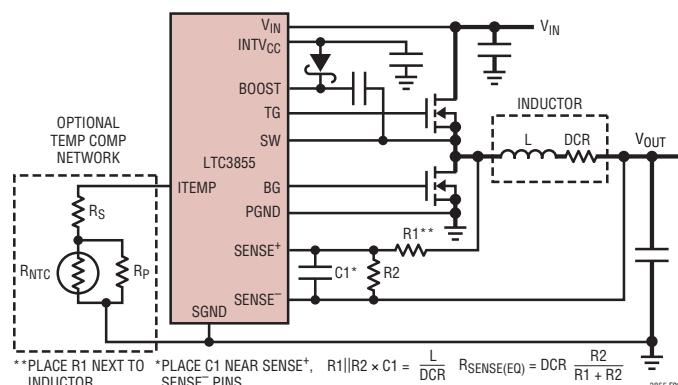 VIN
VIN
INTVCC
BOOST
TG
SW
LTC3855
ITEMP
BG
PGND
SENSE+
SENSE–
SGND
INDUCTOR
L DCR
VOUT
OPTIONAL
TEMP COMP
NETWORK
RS
RNTC
RP
R1**
C1*
R2
**PLACE R1 NEXT TO
INDUCTOR
*PLACE C1 NEAR SENSE+,
SENSE– PINS
R1||R2 × C1 = L
DCR
RSENSE(EQ) = DCR R2
R1 + R2